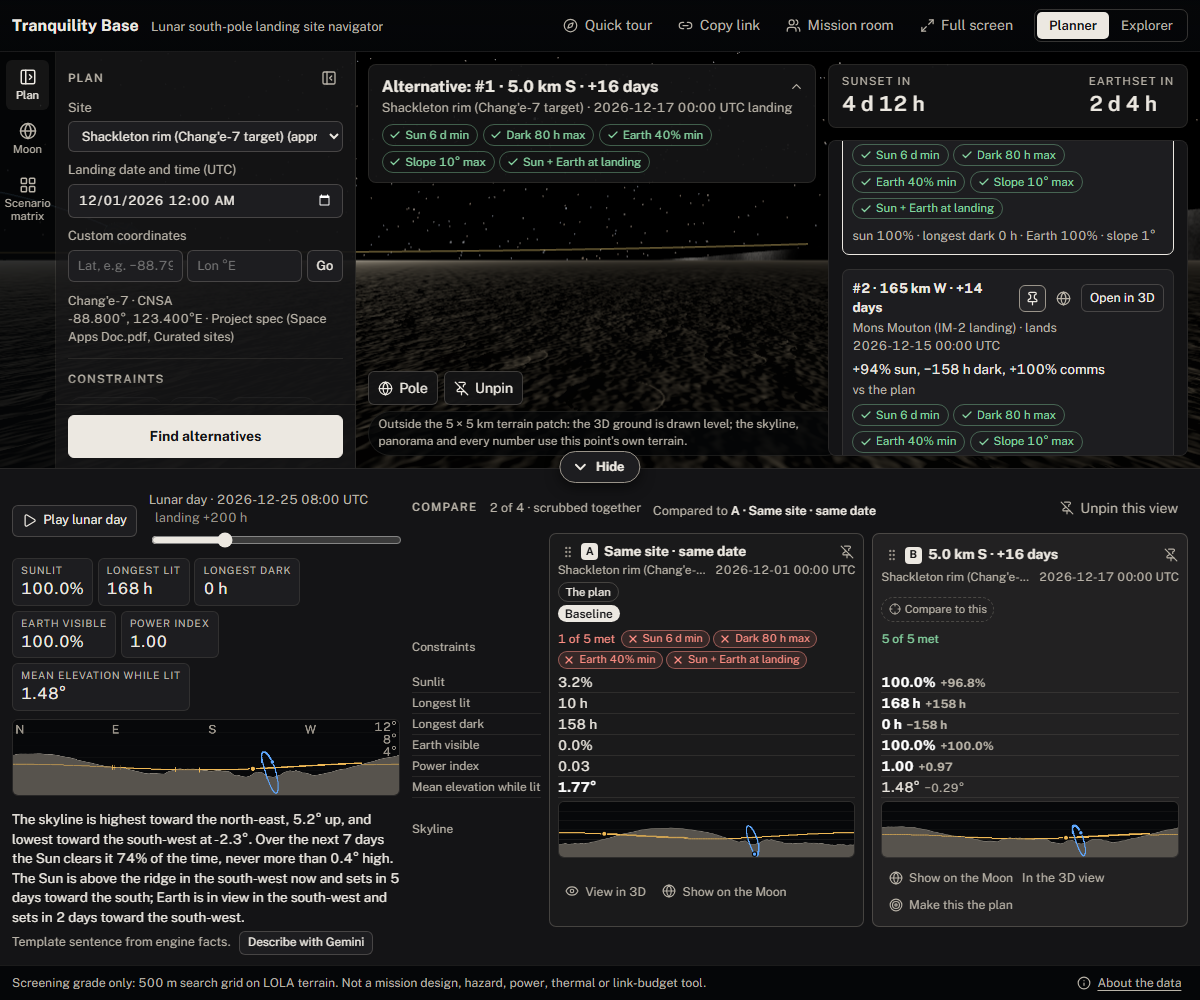 Tranquility Base Lunar south-pole landing site navigator
Quick tour Copy link Mission room Full screen Planner Explorer
Plan
Moon
Scenario
matrix
PLAN
Site
Shackleton rim (Chang'e-7 target) (appr
Landing date and time (UTC)
12/01/2026 12:00 AM
Custom coordinates
Lat, e.g. −88.79 Lon °E Go
Chang'e-7 · CNSA
-88.800°, 123.400°E · Project spec (Space
Apps Doc.pdf, Curated sites)
CONSTRAINTS
Find alternatives
Alternative: #1 · 5.0 km S · +16 days
Shackleton rim (Chang'e-7 target) · 2026-12-17 00:00 UTC landing
Sun 6 d min Dark 80 h max Earth 40% min
Slope 10° max Sun + Earth at landing
Pole Unpin
Outside the 5 × 5 km terrain patch: the 3D ground is drawn level; the skyline,
panorama and every number use this point's own terrain.
SUNSET IN EARTHSET IN
4 d 12 h 2 d 4 h
Sun 6 d min Dark 80 h max
Earth 40% min Slope 10° max
Sun + Earth at landing
sun 100% · longest dark 0 h · Earth 100% · slope 1°
#2 · 165 km W · +14
days
Open in 3D
Mons Mouton (IM-2 landing) · lands
2026-12-15 00:00 UTC
+94% sun, −158 h dark, +100% comms
vs the plan
Sun 6 d min Dark 80 h max
Earth 40% min Slope 10° max
Hide
Play lunar day
Lunar day · 2026-12-25 08:00 UTC
landing +200 h
SUNLIT
100.0%
LONGEST LIT
168 h
LONGEST DARK
0 h
EARTH VISIBLE
100.0%
POWER INDEX
1.00
MEAN ELEVATION WHILE LIT
1.48°
N E S W 12°
8°
4°
The skyline is highest toward the north-east, 5.2° up, and
lowest toward the south-west at -2.3°. Over the next 7 days
the Sun clears it 74% of the time, never more than 0.4° high.
The Sun is above the ridge in the south-west now and sets in 5
days toward the south; Earth is in view in the south-west and
sets in 2 days toward the south-west.
Template sentence from engine facts. Describe with Gemini
COMPARE 2 of 4 · scrubbed together Compared to A · Same site · same date Unpin this view
A Same site · same date
Shackleton rim (Chang'e-... 2026-12-01 00:00 UTC
The plan
Baseline
B 5.0 km S · +16 days
Shackleton rim (Chang'e-... 2026-12-17 00:00 UTC
Compare to this
Constraints 1 of 5 met Sun 6 d min Dark 80 h max
Earth 40% min Sun + Earth at landing
5 of 5 met
Sunlit 3.2% 100.0% +96.8%
Longest lit 10 h 168 h +158 h
Longest dark 158 h 0 h −158 h
Earth visible 0.0% 100.0% +100.0%
Power index 0.03 1.00 +0.97
Mean elevation while lit 1.77° 1.48° −0.29°
Skyline
View in 3D Show on the Moon
Show on the Moon In the 3D view
Make this the plan
Screening grade only: 500 m search grid on LOLA terrain. Not a mission design, hazard, power, thermal or link-budget tool.
About the data